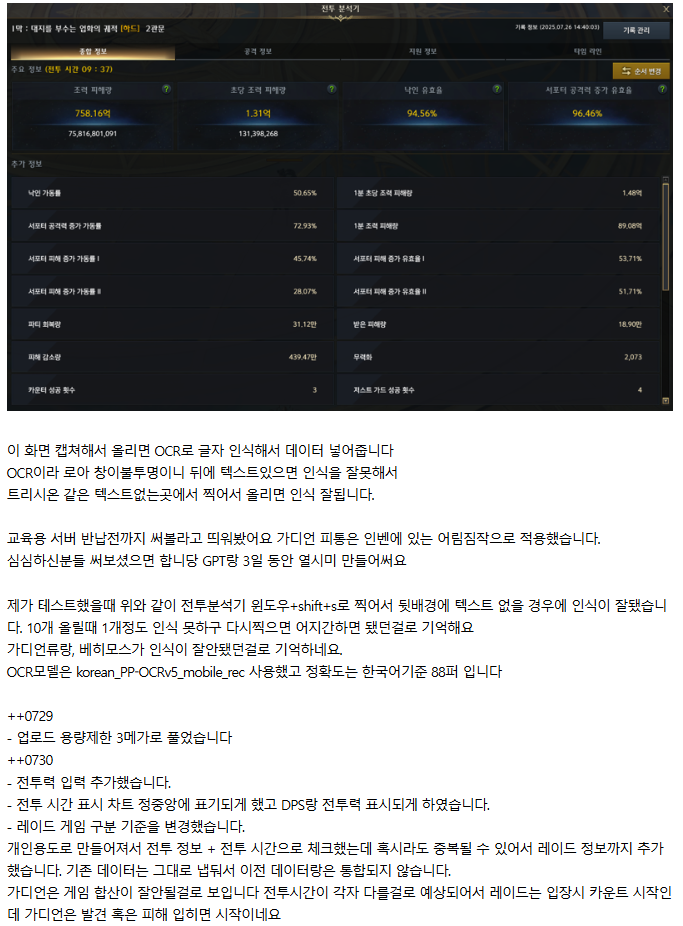 전투 분석기
1막 : 대지를 부수는 업화의 궤적 [하드] 2관문
기록 정보 (2025.07.26 14:40:03)
기록 관리
종합 정보
공격 정보
지원 정보
타임 라인
주요 정보 (전투 시간 09 : 37)
순서 변경
조력 피해량
초당 조력 피해량
낙인 유효율
서포터 공격력 증가 유효율
758.16억
1.31억
94.56%
96.46%
75,816,801,091
131,398,268
추가 정보
낙인 가동률 50.65%
1분 초당 조력 피해량 1.48억
서포터 공격력 증가 가동률 72.93%
1분 조력 피해량 89.08억
서포터 피해 증가 가동률 I 45.74%
서포터 피해 증가 유효율 I 53.71%
서포터 피해 증가 가동률 II 28.07%
서포터 피해 증가 유효율 II 51.71%
파티 회복량 31.12만
받은 피해량 18.90만
피해 감소량 439.47만
무력화 2,073
카운터 성공 횟수 3
저스트 가드 성공 횟수 4
이 화면 캡쳐해서 올리면 OCR로 글자 인식해서 데이터 넣어줍니다
OCR이라 로아 창이불투명이니 뒤에 텍스트있으면 인식을 잘못해서
트리시온 같은 텍스트없는곳에서 찍어서 올리면 인식 잘됩니다.
교육용 서버 반납전까지 써볼라고 띄워봤어요 가디언 피통은 인벤에 있는 어림짐작으로 적용했습니다.
심심하신분들 써보셨으면 합니당 GPT랑 3일 동안 열시미 만들어써요
제가 테스트했을때 위와 같이 전투분석기 윈도우+shift+s로 찍어서 뒷배경에 텍스트 없을 경우에 인식이 잘됐습니
다. 10개 올릴때 1개정도 인식 못하구 다시찍으면 어지간하면 됐던걸로 기억해요
가디언류랑, 베히모스가 인식이 잘안됐던걸로 기억하네요.
OCR모델은 korean_PP-OCRv5_mobile_rec 사용했고 정확도는 한국어기준 88퍼 입니다
++0729
- 업로드 용량제한 3메가로 풀었습니다
++0730
- 전투력 입력 추가했습니다.
- 전투 시간 표시 차트 정중앙에 표기되게 했고 DPS랑 전투력 표시되게 하였습니다.
- 레이드 게임 구분 기준을 변경했습니다.
개인용도로 만들어져서 전투 정보 + 전투 시간으로 체크했는데 혹시라도 중복될 수 있어서 레이드 정보까지 추가
했습니다. 기존 데이터는 그대로 냅둬서 이전 데이터랑은 통합되지 않습니다.
가디언은 게임 합산이 잘안될걸로 보입니다 전투시간이 각자 다를걸로 예상되어서 레이드는 입장시 카운트 시작인
데 가디언은 발견 혹은 피해 입히면 시작이네요